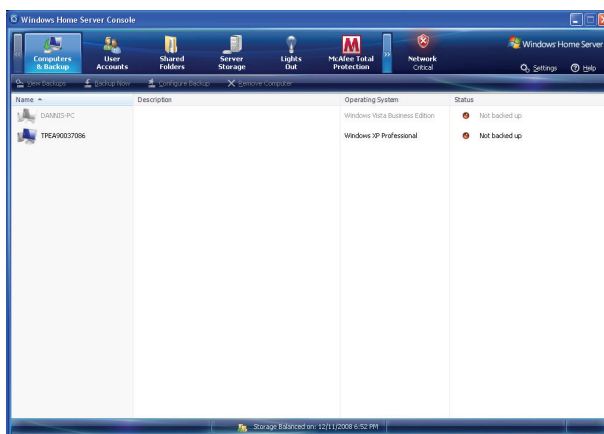 Windows Home Server Console
Computers & Backup
User Accounts
Shared Folders
Server Storage
Lights Out
McAfee Total Protection
Network Critical
Windows Home Server
Settings
Help
View Backups
Backup Now
Configure Backup
Remove Computer
Name
Description
Operating System
Status
DANNIS-PC
Windows Vista Business Edition
Not backed up
TPEA90037086
Windows XP Professional
Not backed up
Storage Balanced on: 12/11/2008 6:52 PM